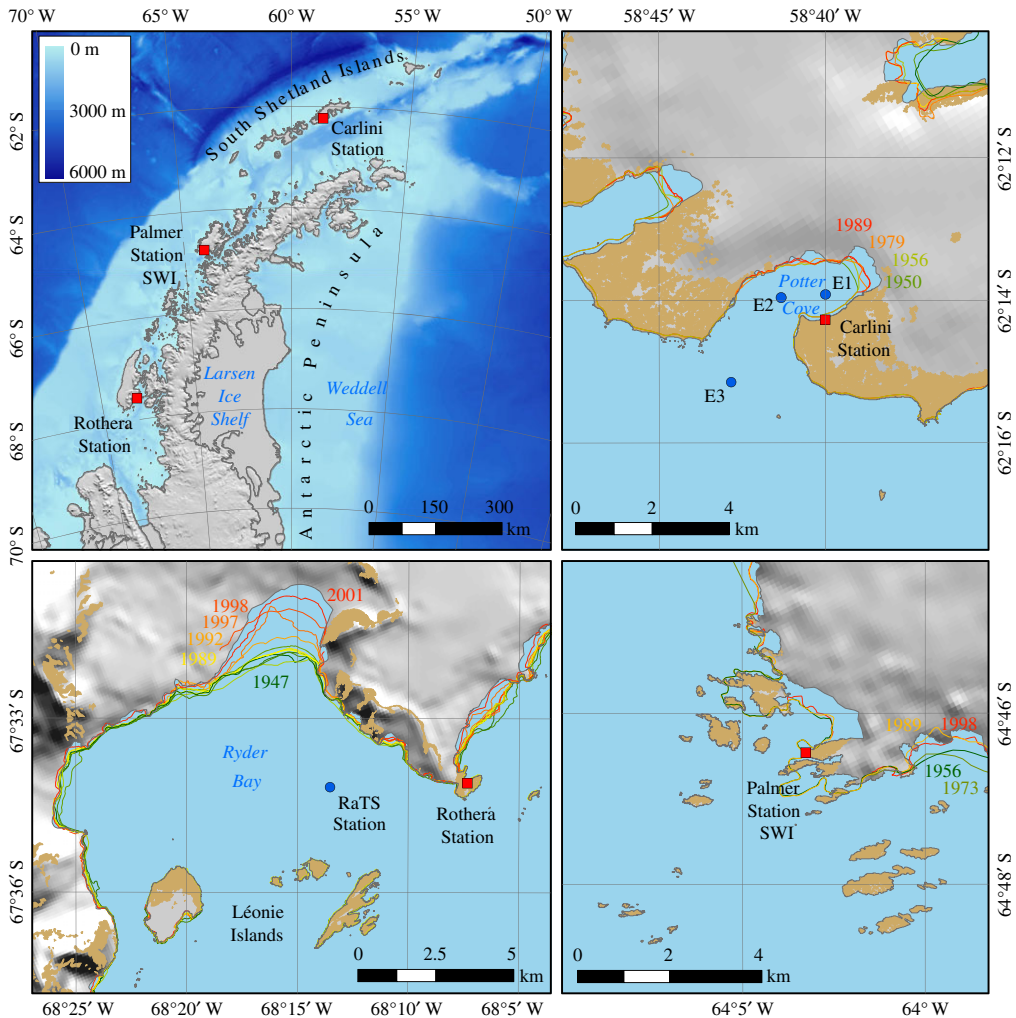 70° W
65° W
60° W
55° W
50° W
0 m
3000 m
6000 m
South Shetland Islands
Carlini
Station
Palmer
Station
SWI
Larsen
Ice
Shelf
Weddell
Sea
Antarctic Peninsula
Rothera
Station
62° S
64° S
66° S
68° S
70° S
0 150 300
km
58°45' W
58°40' W
1989
1979
1956
1950
Potter
Cove
E1
E2
E3
Carlini
Station
62°12' S
62°14' S
62°16' S
0 2 4
km
2001
1998
1997
1992
1989
1947
67°33' S
67°36' S
Ryder
Bay
RaTS
Station
Rothera
Station
Léonie
Islands
0 2.5 5
km
68°25' W
68°20' W
68°15' W
68°10' W
68°5' W
64°46' S
64°48' S
1989
1998
1956
1973
Palmer
Station
SWI
0 2 4
km
64°5' W
64° W